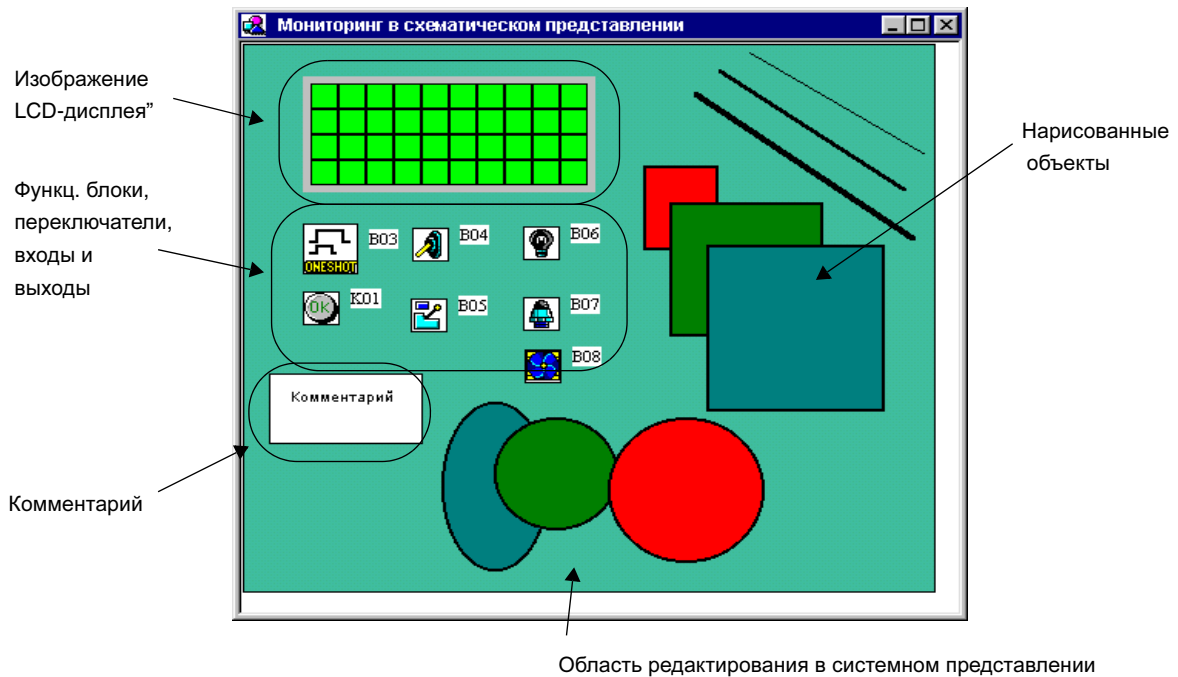 Мониторинг в схематическом представлении
Изображение
LCD-дисплея”
Нарисованные
объекты
Функц. блоки,
переключатели,
входы и
выходы
B03
B04
B06
ONESHOT
OK
K01
B05
B07
B08
Комментарий
Комментарий
Область редактирования в системном представлении